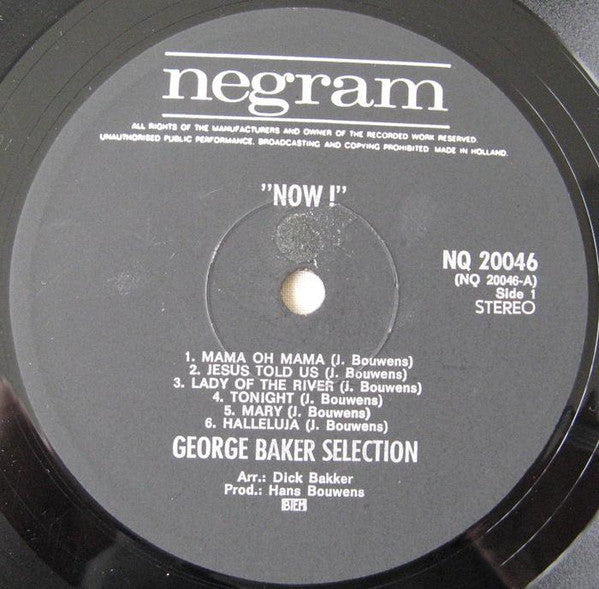 negram
ALL RIGHTS OF THE MANUFACTURERS AND OWNER OF THE RECORDED WORK RESERVED.
UNAUTHORISED PUBLIC PERFORMANCE, BROADCASTING AND COPYING PROHIBITED MADE IN HOLLAND.
"NOW !"
NQ 20046
(NQ 20046-A)
Side 1
STEREO
1. MAMA OH MAMA (J. Bouwens)
2. JESUS TOLD US (J. Bouwens)
3. LADY OF THE RIVER (J. Bouwens)
4. TONIGHT (J. Bouwens)
5. MARY (J. Bouwens)
6. HALLELUJA (J. Bouwens)
GEORGE BAKER SELECTION
Arr.: Dick Bakker
Prod.: Hans Bouwens
BIEM